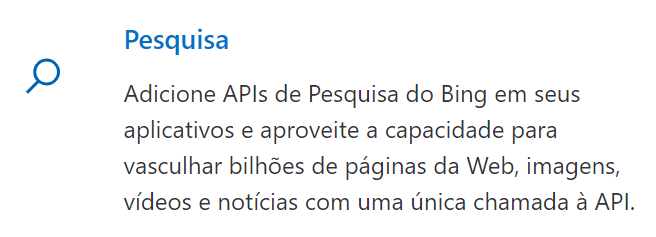 Pesquisa
Adicione APIs de Pesquisa do Bing em seus
aplicativos e aproveite a capacidade para
vasculhar bilhões de páginas da Web, imagens,
vídeos e notícias com uma única chamada à API.